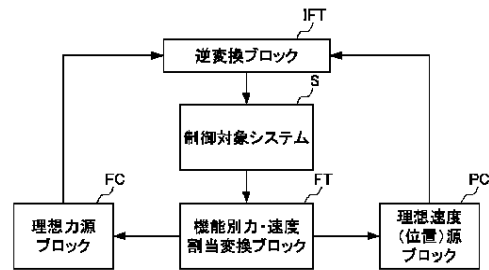 IFT
逆変換ブロック
S
制御対象システム
FC
理想力源
ブロック
FT
機能別力・速度
割当変換ブロック
PC
理想速度
(位置)源
ブロック